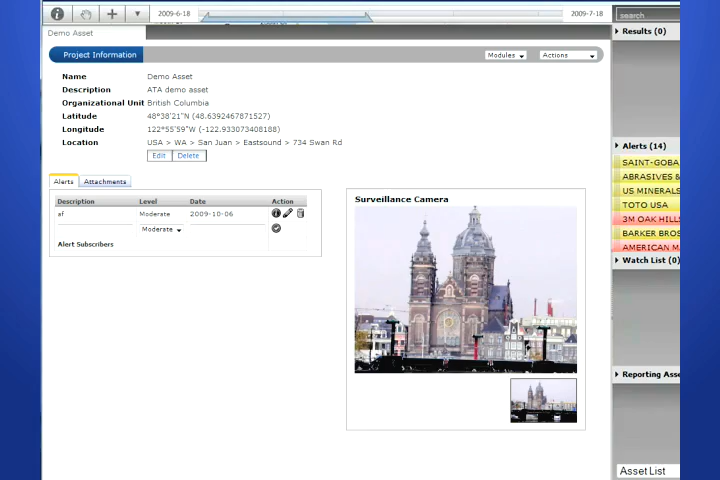 2009-6-18
2009-7-18
search
Demo Asset
Results (0)
Project Information
Modules
Actions
Name Demo Asset
Description ATA demo asset
Organizational Unit British Columbia
Latitude 48°38'21"N (48.6392467871527)
Longitude 122°55'59"W (-122.933073408188)
Location USA > WA > San Juan > Eastsound > 734 Swan Rd
Edit Delete
Alerts (14)
SAINT-GOBA
ABRASIVES &
US MINERALS
TOTO USA
3M OAK HILL
BARKER BROS
AMERICAN M
Alerts Attachments
Description Level Date Action
af Moderate 2009-10-06
Moderate
Alert Subscribers
Surveillance Camera
Watch List (0)
Reporting Asse
Asset List